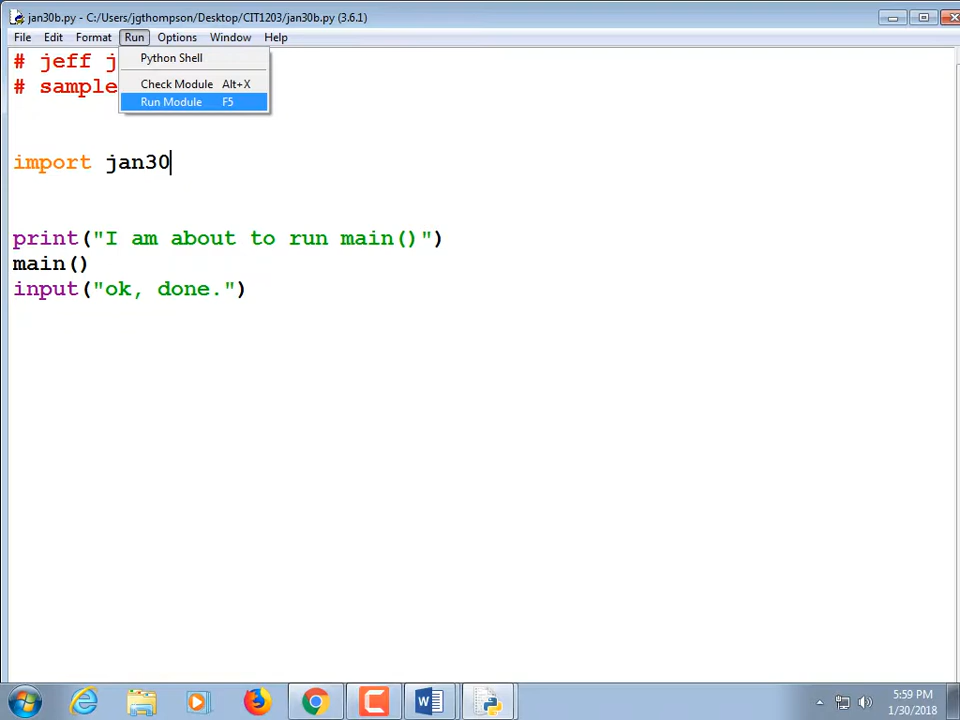 jan30b.py - C:/Users/jgthompson/Desktop/CIT1203/jan30b.py (3.6.1)
File Edit Format Run Options Window Help
# jeff j
Python Shell
# sample
Check Module Alt+X
Run Module F5
import jan30
print("I am about to run main()")
main()
input("ok, done.")
5:59 PM
1/30/2018